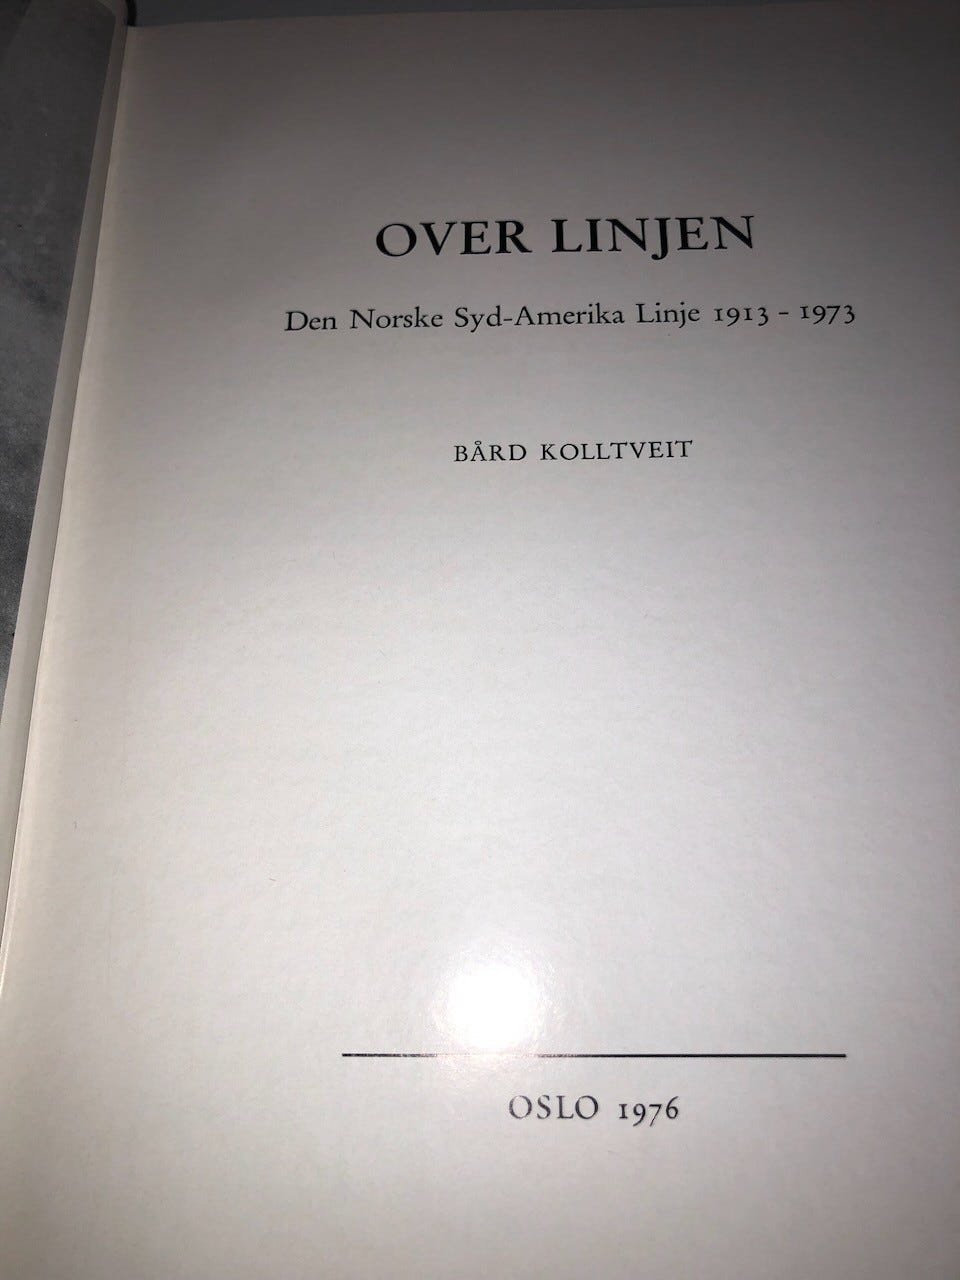 OVER LINJEN
Den Norske Syd-Amerika Linje 1913 - 1973
BÅRD KOLLTVEIT
OSLO 1976